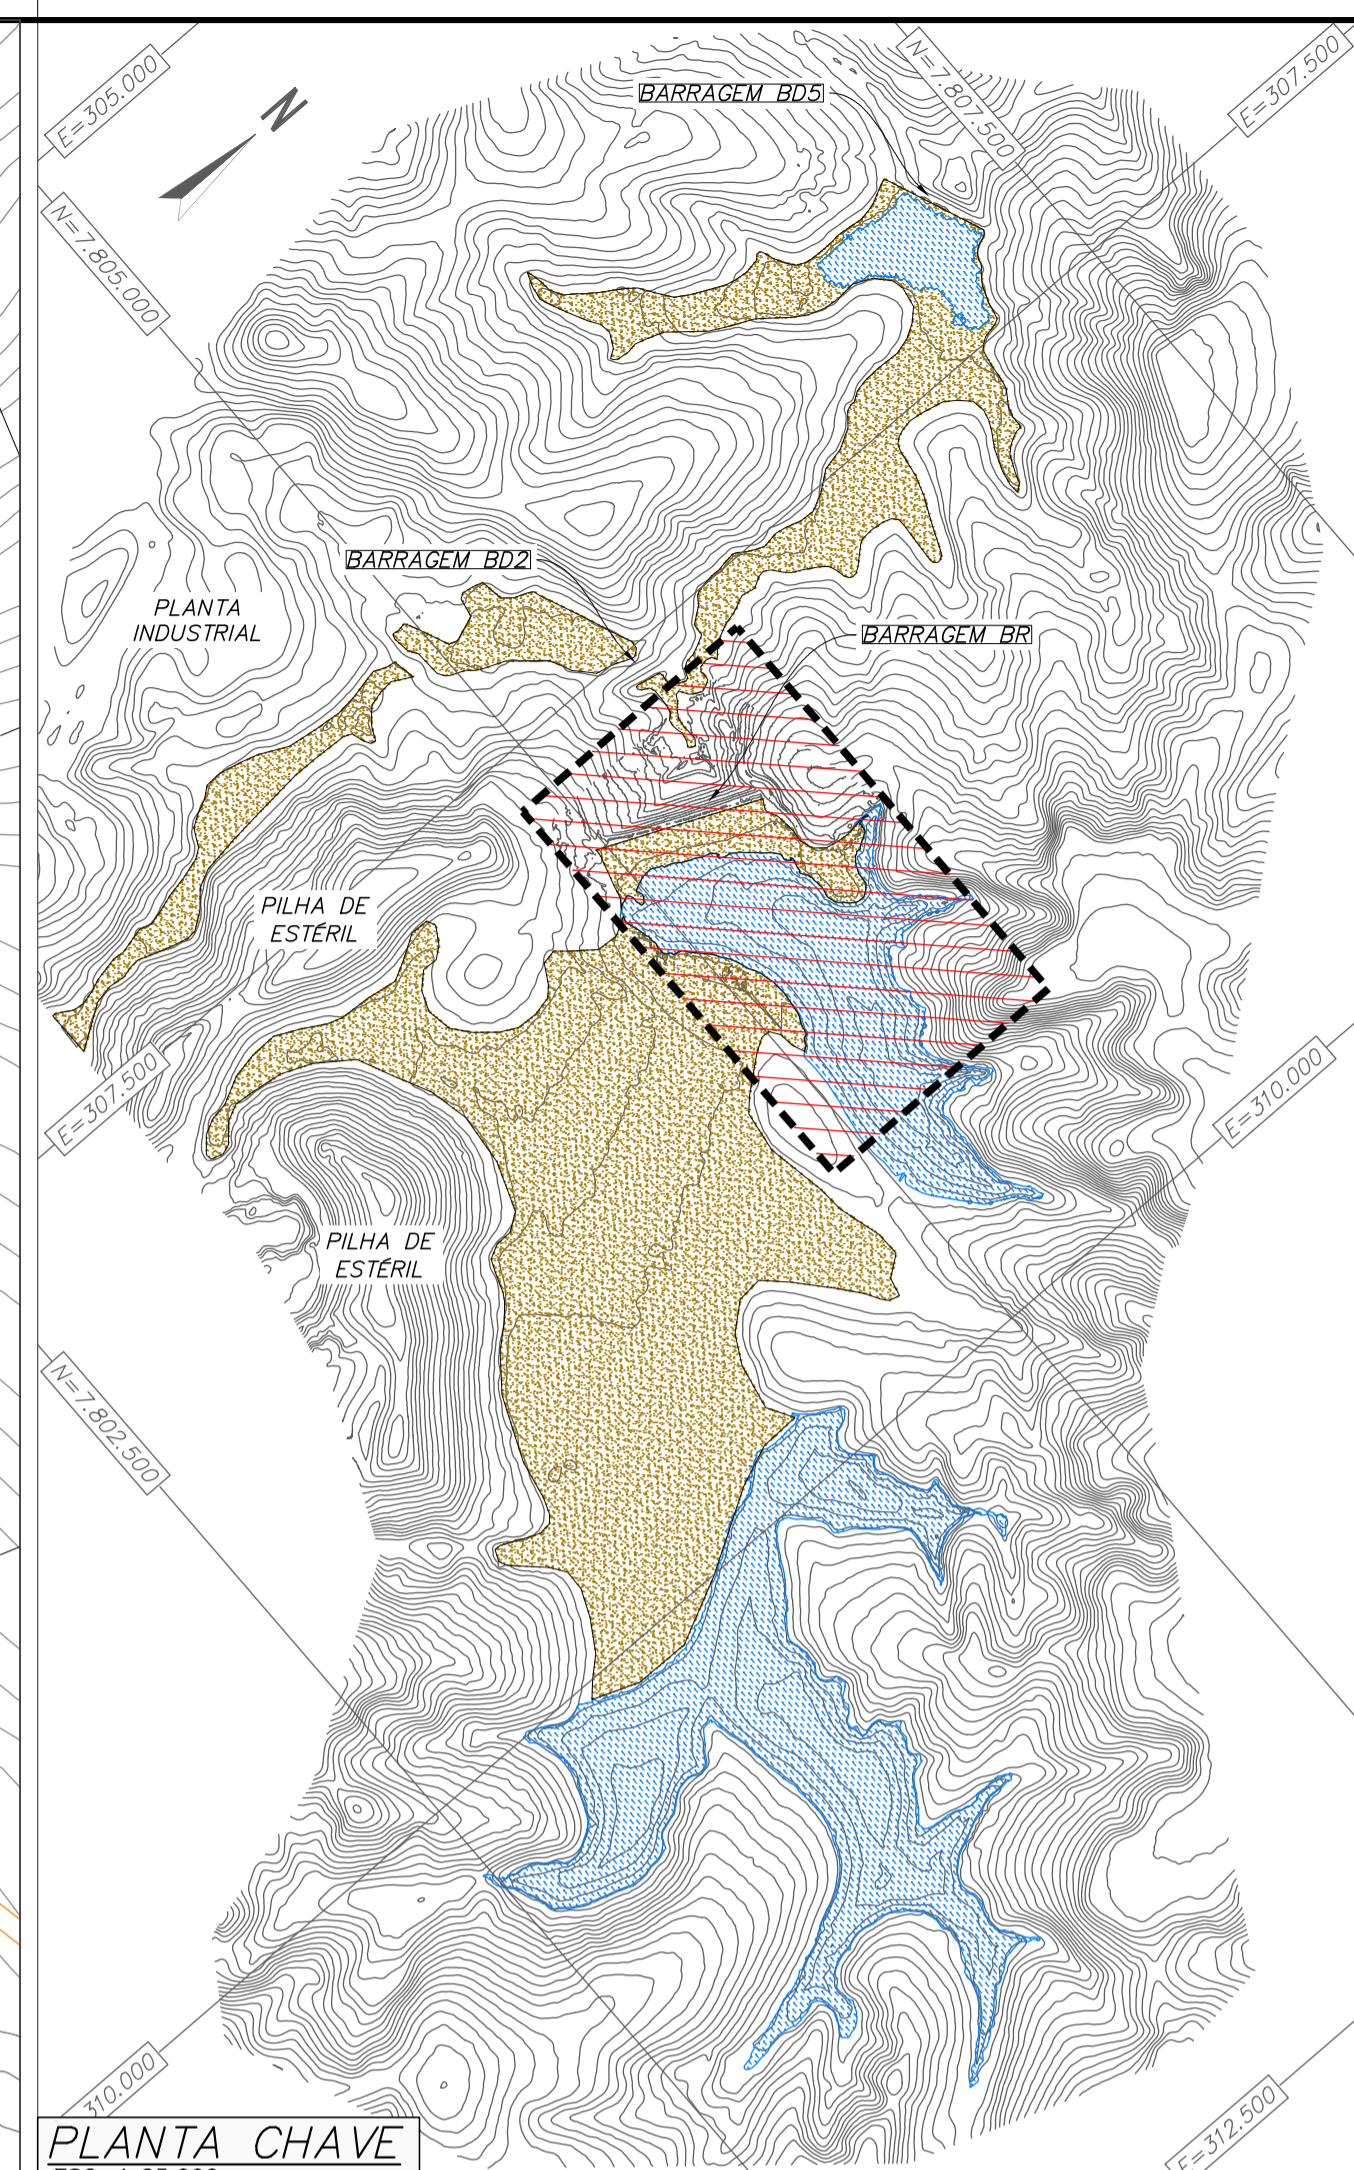 E=305.000
N=7.807.500
E=307.500
BARRAGEM BD5
N
N=7.805.000
BARRAGEM BD2
PLANTA
INDUSTRIAL
BARRAGEM BR
PILHA DE
ESTÉRIL
E=307.500
E=310.000
PILHA DE
ESTÉRIL
N=7.802.500
310.000
E=312.500
PLANTA CHAVE